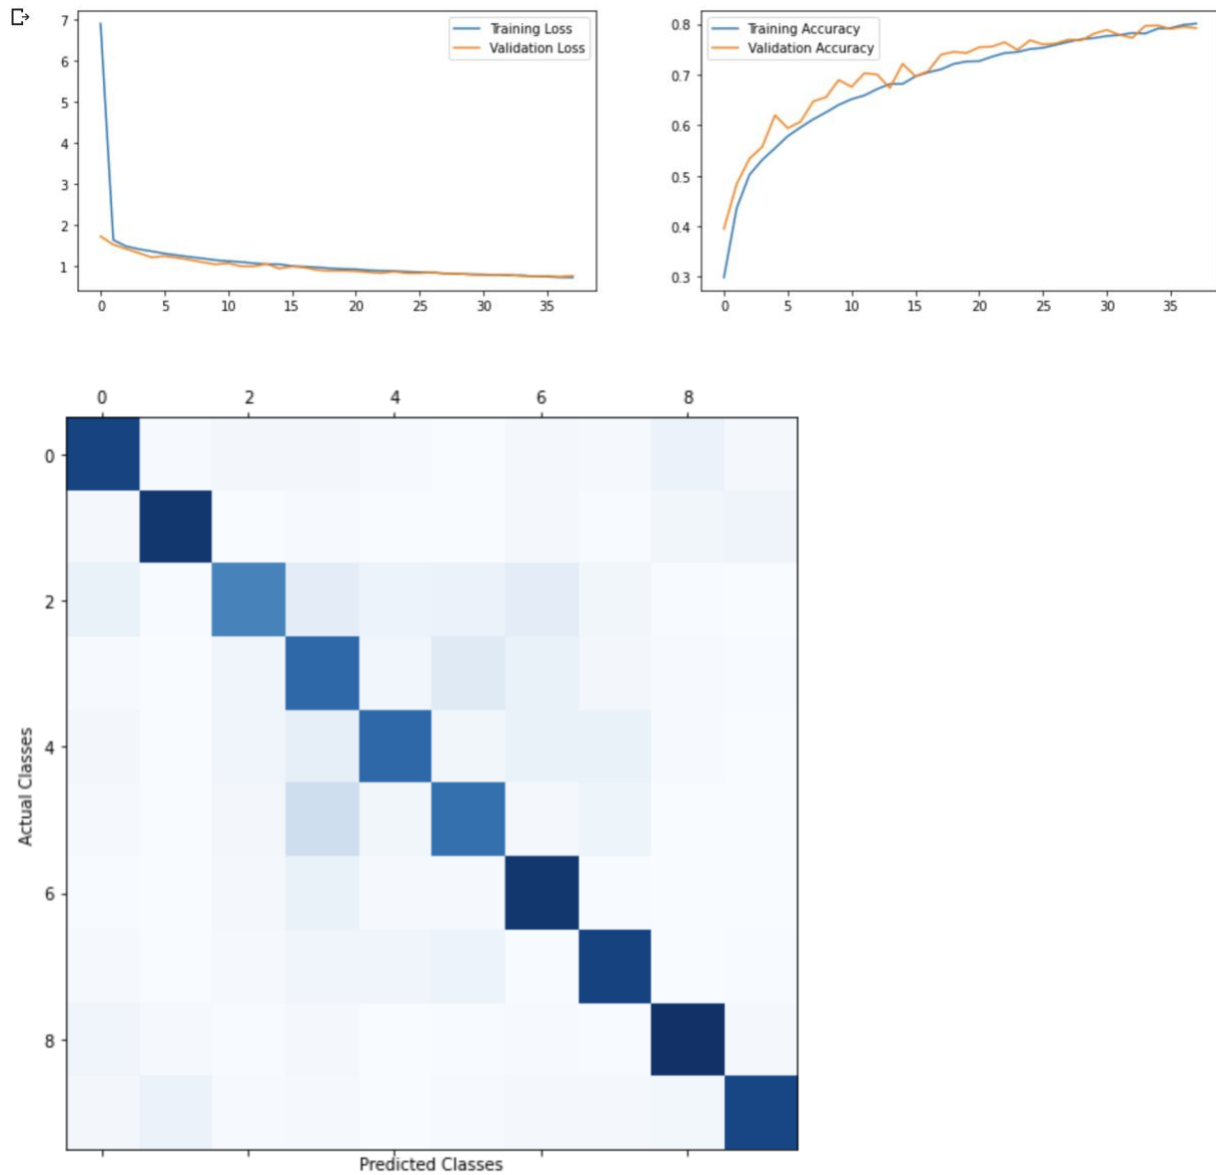 7
6
5
4
3
2
1
0 5 10 15 20 25 30 35
Training Loss
Validation Loss
0.8
0.7
0.6
0.5
0.4
0.3
0 5 10 15 20 25 30 35
Training Accuracy
Validation Accuracy
0 2 4 6 8
0
2
4
6
8
Actual Classes
Predicted Classes